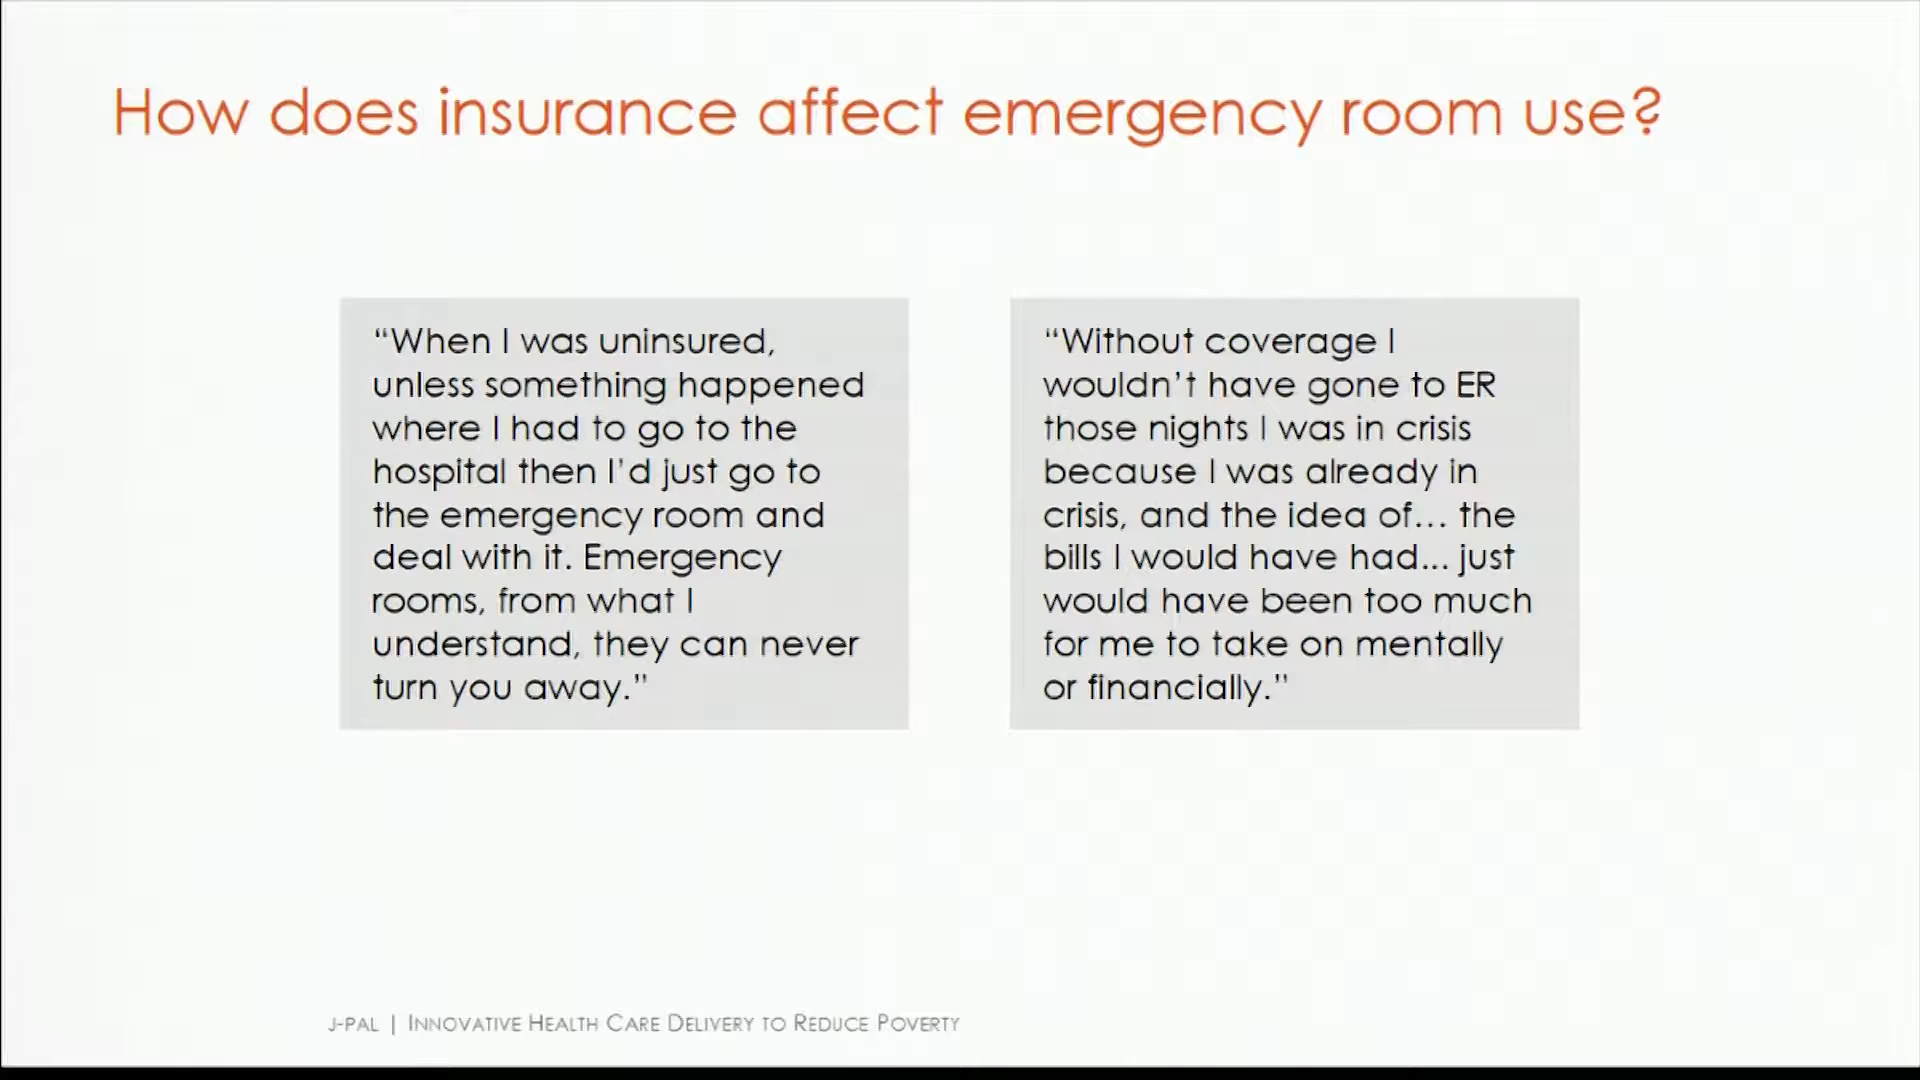 How does insurance affect emergency room use?
“When I was uninsured,
unless something happened
where I had to go to the
hospital then I’d just go to
the emergency room and
deal with it. Emergency
rooms, from what I
understand, they can never
turn you away.”
“Without coverage I
wouldn’t have gone to ER
those nights I was in crisis
because I was already in
crisis, and the idea of… the
bills I would have had... just
would have been too much
for me to take on mentally
or financially.”
J-PAL | INNOVATIVE HEALTH CARE DELIVERY TO REDUCE POVERTY